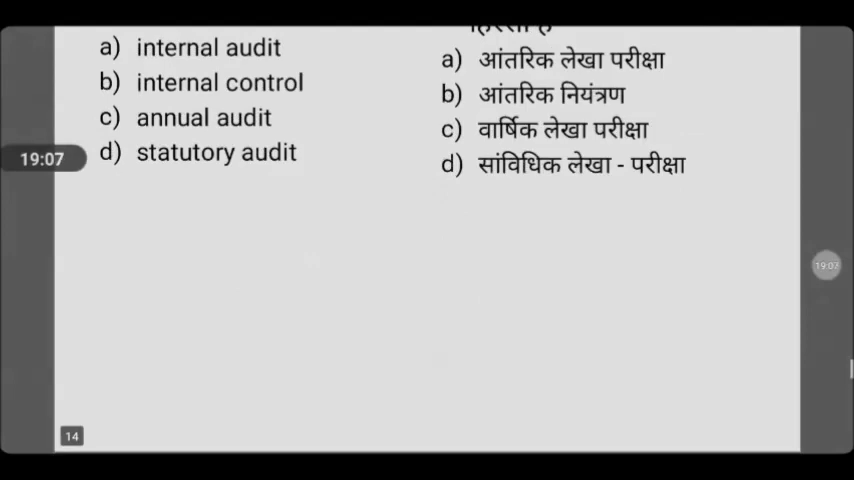 a) internal audit
b) internal control
c) annual audit
d) statutory audit
a) आंतरिक लेखा परीक्षा
b) आंतरिक नियंत्रण
c) वार्षिक लेखा परीक्षा
d) सांविधिक लेखा - परीक्षा
19:07
19:07
14